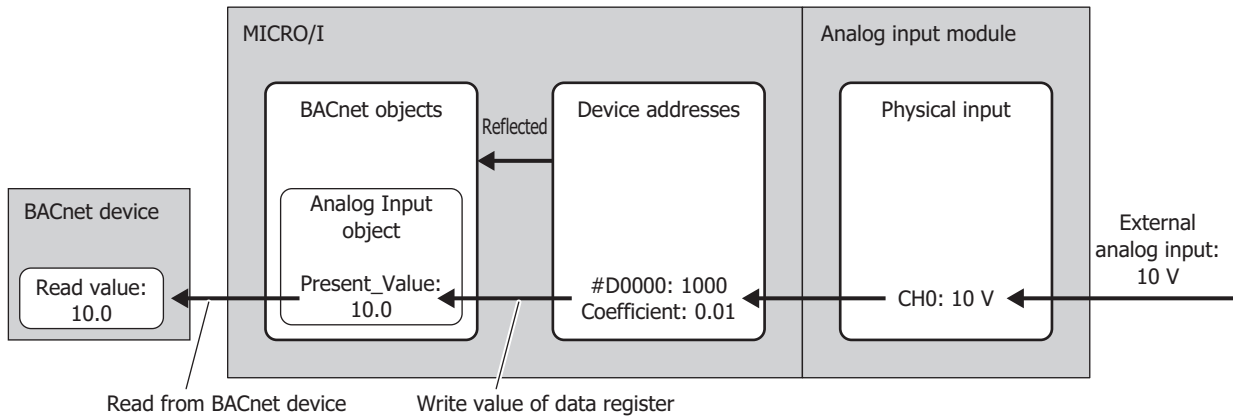 MICRO/I
Analog input module
BACnet objects
Reflected
Device addresses
Physical input
BACnet device
Analog Input
object
External
analog input:
10 V
Read value:
10.0
Present_Value:
10.0
#D0000: 1000
Coefficient: 0.01
CH0: 10 V
Read from BACnet device
Write value of data register